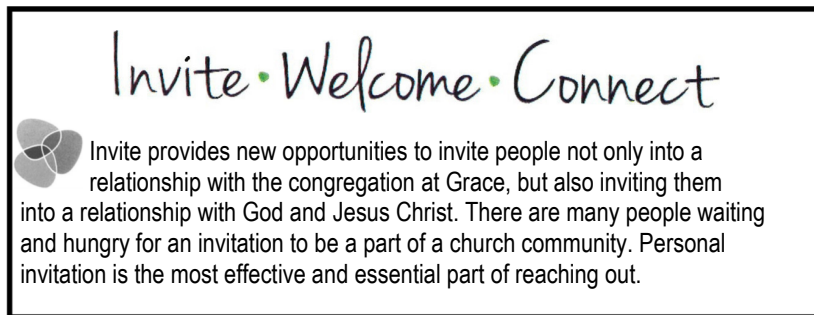 Invite · Welcome · Connect
Invite provides new opportunities to invite people not only into a
relationship with the congregation at Grace, but also inviting them
into a relationship with God and Jesus Christ. There are many people waiting
and hungry for an invitation to be a part of a church community. Personal
invitation is the most effective and essential part of reaching out.